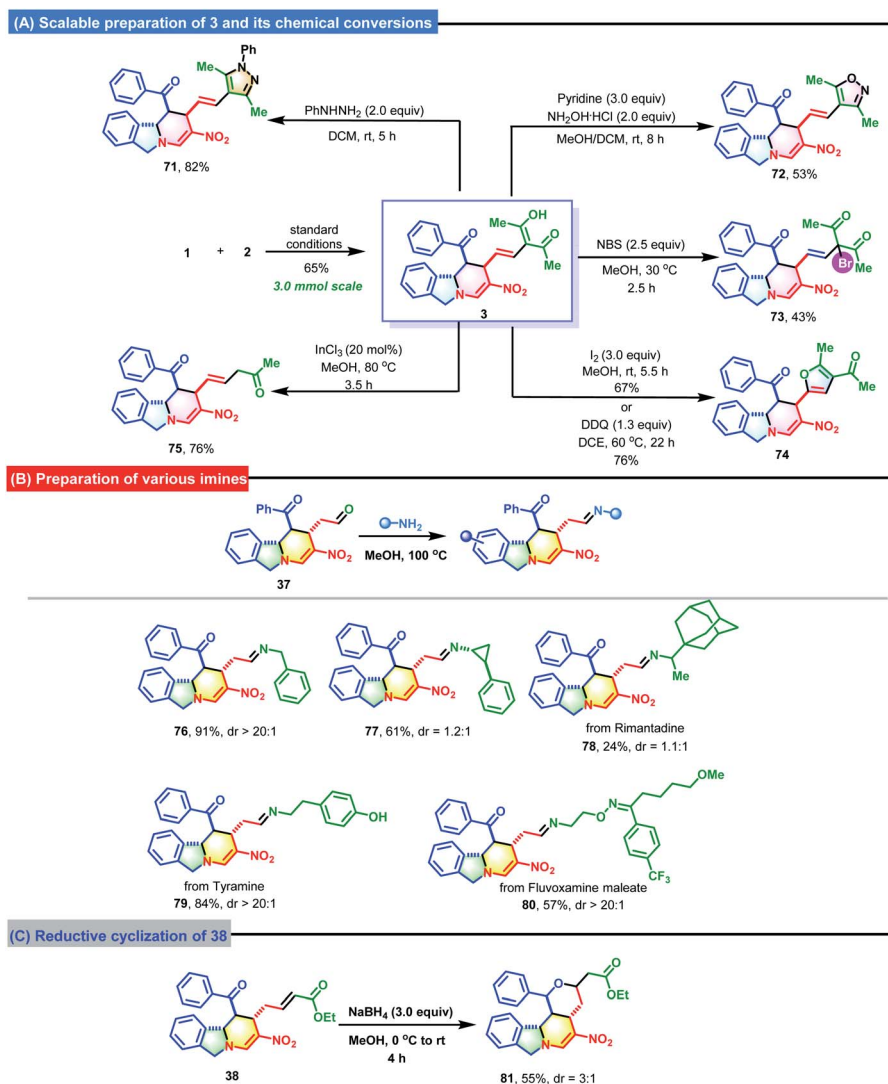 (A) Scalable preparation of 3 and its chemical conversions
Ph
Me
N
O
N
Me
NO₂
N
71, 82%
PhNHNH₂ (2.0 equiv)
DCM, rt, 5 h
Pyridine (3.0 equiv)
NH₂OH·HCl (2.0 equiv)
MeOH/DCM, rt, 8 h
Me
O
N
O
Me
NO₂
N
72, 53%
1 + 2
standard
conditions
65%
3.0 mmol scale
Me
OH
O
O
Me
NO₂
N
3
NBS (2.5 equiv)
MeOH, 30 °C
2.5 h
Me
O
O
O
Br
Me
NO₂
N
73, 43%
InCl₃ (20 mol%)
MeOH, 80 °C
3.5 h
O
Me
O
NO₂
N
75, 76%
I₂ (3.0 equiv)
MeOH, rt, 5.5 h
67%
or
DDQ (1.3 equiv)
DCE, 60 °C, 22 h
76%
Me
O
O
O
Me
NO₂
N
74
(B) Preparation of various imines
Ph
O
O
NO₂
N
37
NH₂
MeOH, 100 °C
Ph
O
N
NO₂
N
O
N
NO₂
N
76, 91%, dr > 20:1
O
N
NO₂
N
77, 61%, dr = 1.2:1
O
N
Me
NO₂
N
from Rimantadine
78, 24%, dr = 1.1:1
O
N
OH
NO₂
N
from Tyramine
79, 84%, dr > 20:1
O
N
O
N
OMe
CF₃
NO₂
N
from Fluvoxamine maleate
80, 57%, dr > 20:1
(C) Reductive cyclization of 38
O
O
OEt
NO₂
N
38
NaBH₄ (3.0 equiv)
MeOH, 0 °C to rt
4 h
O
O
OEt
NO₂
N
81, 55%, dr = 3:1